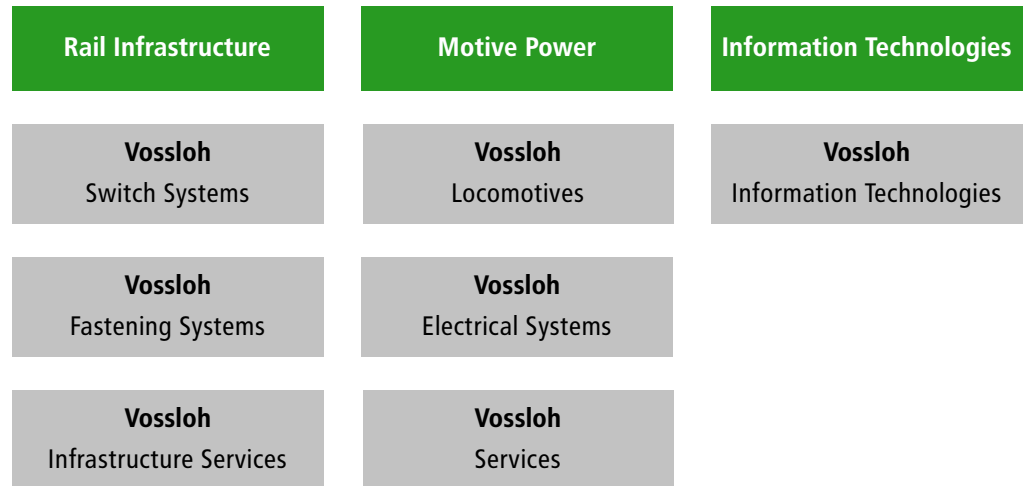 Rail Infrastructure
Motive Power
Information Technologies
Vossloh
Switch Systems
Vossloh
Locomotives
Vossloh
Information Technologies
Vossloh
Fastening Systems
Vossloh
Electrical Systems
Vossloh
Infrastructure Services
Vossloh
Services